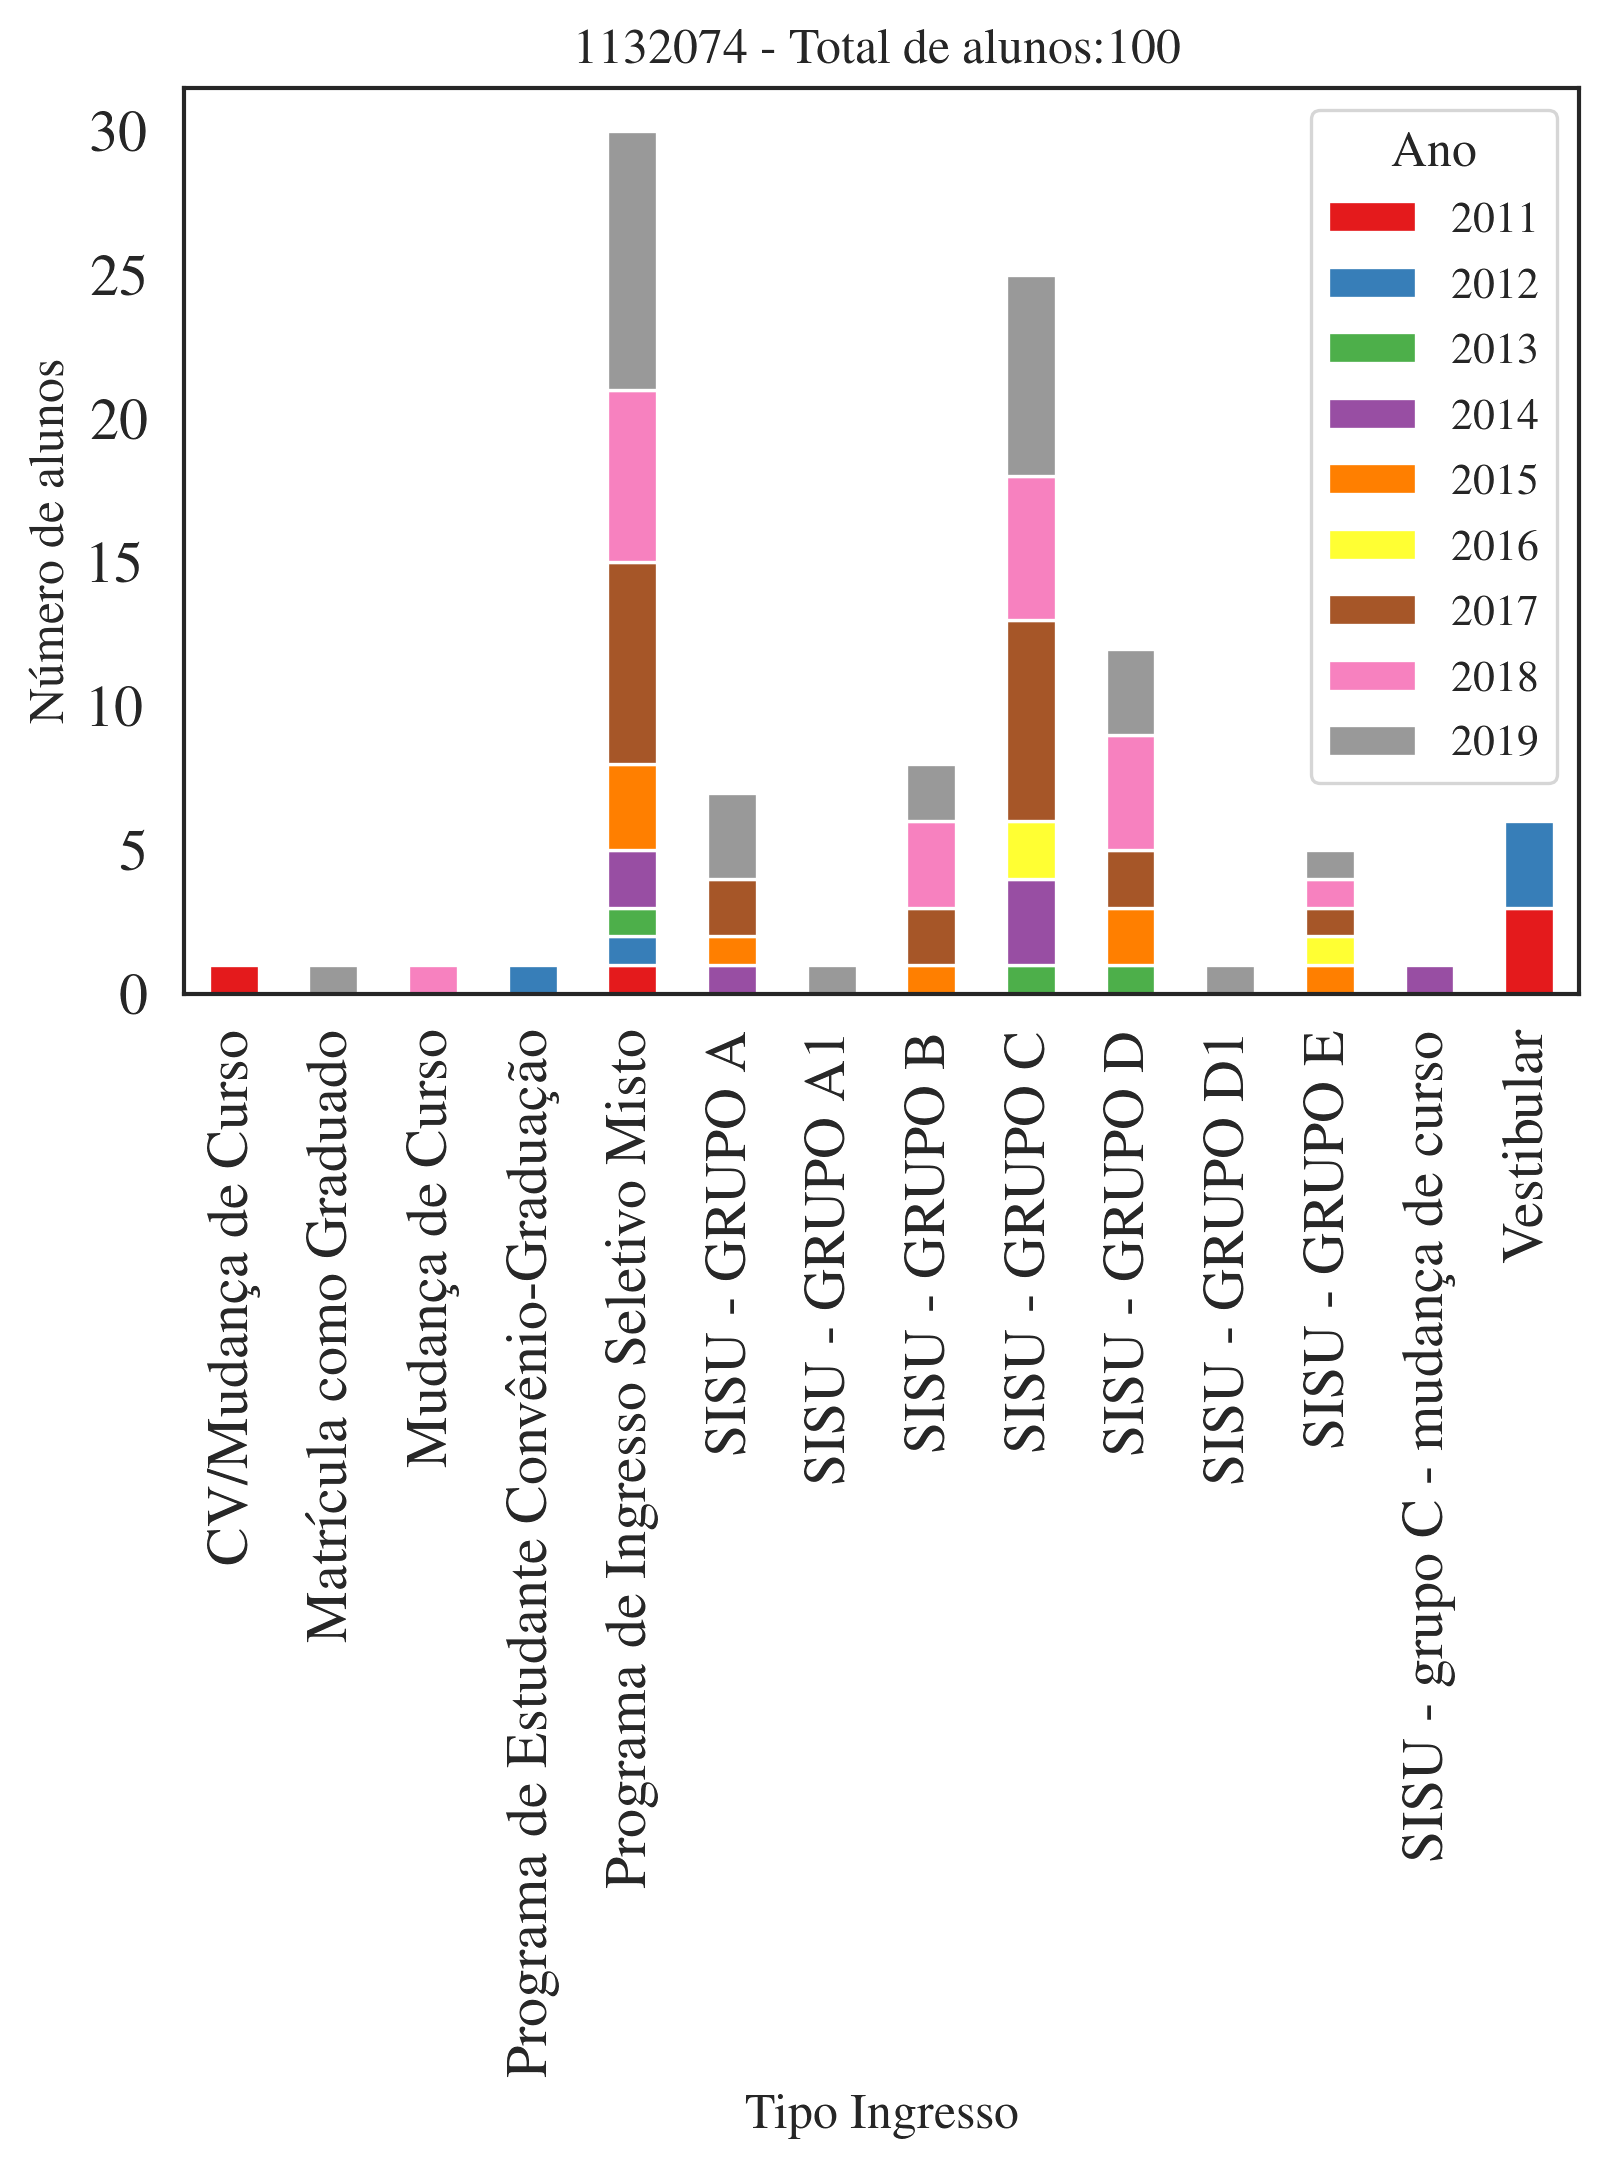 1132074 - Total de alunos:100
Número de alunos
30
25
20
15
10
5
0
Ano
2011
2012
2013
2014
2015
2016
2017
2018
2019
CV/Mudança de Curso
Matrícula como Graduado
Mudança de Curso
Programa de Estudante Convênio-Graduação
Programa de Ingresso Seletivo Misto
SISU - GRUPO A
SISU - GRUPO A1
SISU - GRUPO B
SISU - GRUPO C
SISU - GRUPO D
SISU - GRUPO D1
SISU - GRUPO E
SISU - grupo C - mudança de curso
Vestibular
Tipo Ingresso